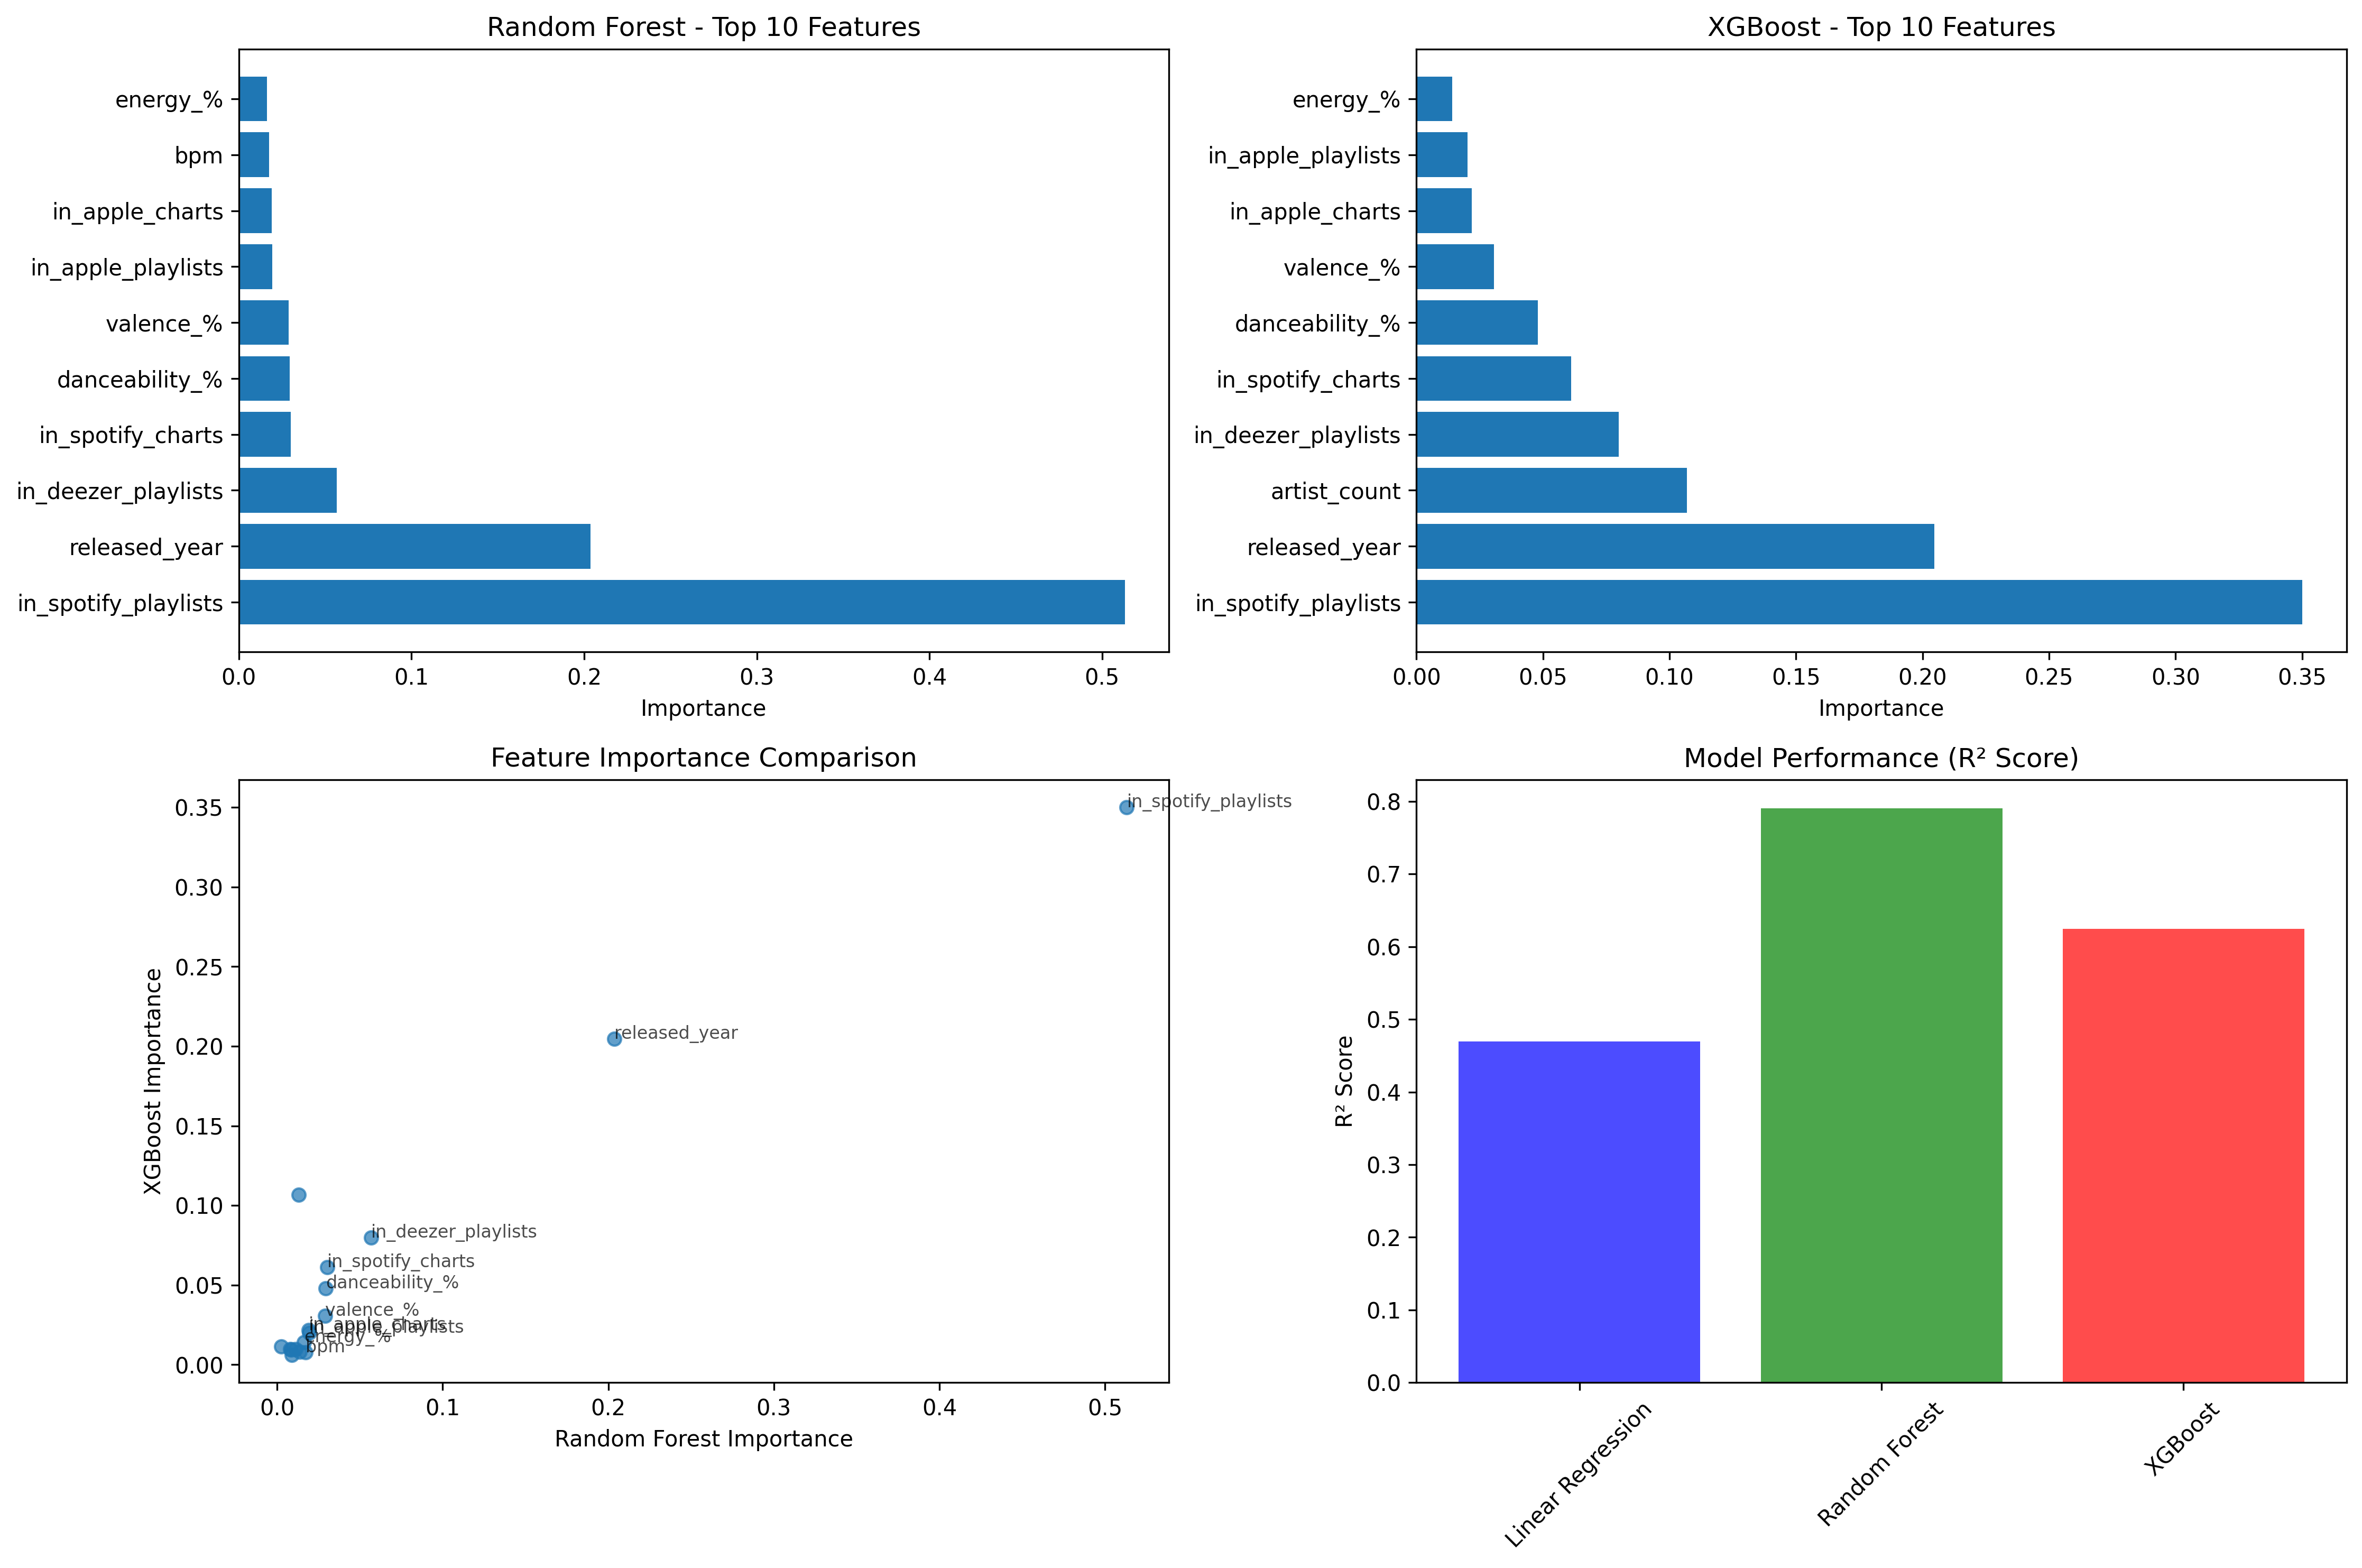 Random Forest - Top 10 Features
energy_%
bpm
in_apple_charts
in_apple_playlists
valence_%
danceability_%
in_spotify_charts
in_deezer_playlists
released_year
in_spotify_playlists
0.0 0.1 0.2 0.3 0.4 0.5
Importance
XGBoost - Top 10 Features
energy_%
in_apple_playlists
in_apple_charts
valence_%
danceability_%
in_spotify_charts
in_deezer_playlists
artist_count
released_year
in_spotify_playlists
0.00 0.05 0.10 0.15 0.20 0.25 0.30 0.35
Importance
Feature Importance Comparison
XGBoost Importance
0.35
0.30
0.25
0.20
0.15
0.10
0.05
0.00
in_spotify_playlists
released_year
in_deezer_playlists
in_spotify_charts
danceability_%
valence_%
in_apple_charts
in_apple_playlists
energy_%
bpm
0.0 0.1 0.2 0.3 0.4 0.5
Random Forest Importance
Model Performance (R² Score)
R² Score
0.8
0.7
0.6
0.5
0.4
0.3
0.2
0.1
0.0
Linear Regression
Random Forest
XGBoost